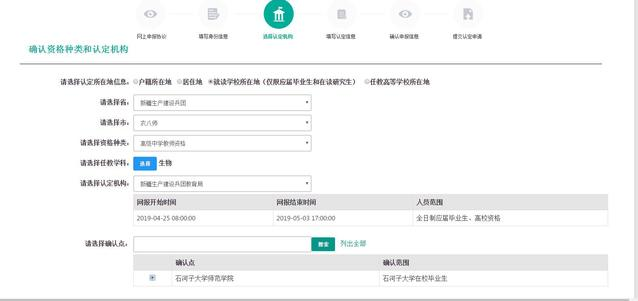 网上申报协议 填写身份信息 选择认定机构 填写认定信息 确认申报信息 提交认定申请
确认资格种类和认定机构
请选择认定所在地信息: 户籍所在地 居住地 就读学校所在地(仅限应届毕业生和在读研究生) 任教高等学校所在地
请选择省: 新疆生产建设兵团
请选择市: 农八师
请选择资格种类: 高级中学教师资格
请选择任教学科: 选择 生物
请选择认定机构: 新疆生产建设兵团教育局
网报开始时间 网报结束时间 人员范围
2019-04-25 08:00:00 2019-05-03 17:00:00 全日制应届毕业生、高校资格
请选择确认点: 搜索 列出全部
确认点 确认范围
石河子大学师范学院 石河子大学在校毕业生